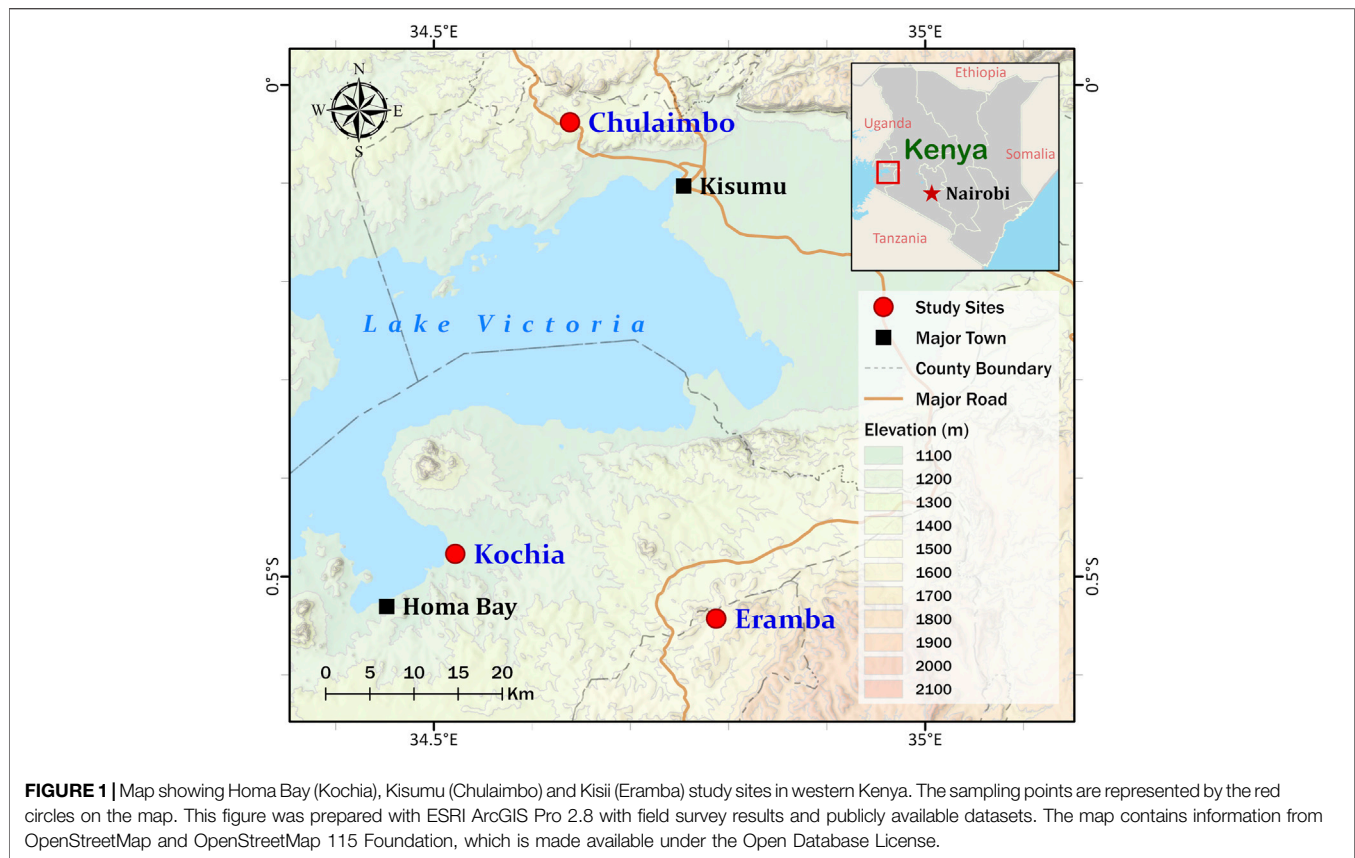 34.5°E 35°E
0° 0°
N
W E
S
Chulaimbo
Kisumu
Lake Victoria
Kochia
Homa Bay
Eramba
0.5°S 0.5°S
0 5 10 15 20
Km
34.5°E 35°E
Ethiopia
Uganda
Kenya
Somalia
Nairobi
Tanzania
Study Sites
Major Town
County Boundary
Major Road
Elevation (m)
1100
1200
1300
1400
1500
1600
1700
1800
1900
2000
2100
FIGURE 1 | Map showing Homa Bay (Kochia), Kisumu (Chulaimbo) and Kisii (Eramba) study sites in western Kenya. The sampling points are represented by the red
circles on the map. This figure was prepared with ESRI ArcGIS Pro 2.8 with field survey results and publicly available datasets. The map contains information from
OpenStreetMap and OpenStreetMap 115 Foundation, which is made available under the Open Database License.